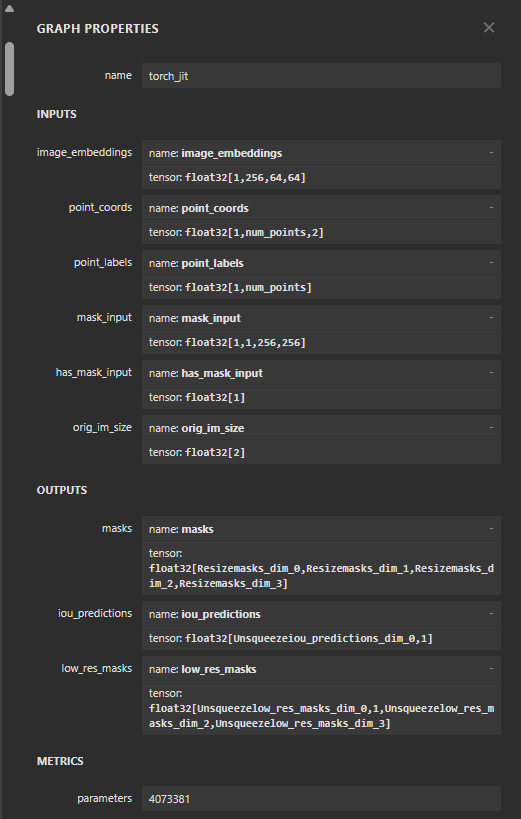 GRAPH PROPERTIES
name torch_jit
INPUTS
image_embeddings name: image_embeddings -
tensor: float32[1,256,64,64]
point_coords name: point_coords -
tensor: float32[1,num_points,2]
point_labels name: point_labels -
tensor: float32[1,num_points]
mask_input name: mask_input -
tensor: float32[1,1,256,256]
has_mask_input name: has_mask_input -
tensor: float32[1]
orig_im_size name: orig_im_size -
tensor: float32[2]
OUTPUTS
masks name: masks -
tensor:
float32[Resizemasks_dim_0,Resizemasks_dim_1,Resizemasks_d
im_2,Resizemasks_dim_3]
iou_predictions name: iou_predictions -
tensor: float32[Unsqueezeiou_predictions_dim_0,1]
low_res_masks name: low_res_masks -
tensor:
float32[Unsqueezelow_res_masks_dim_0,1,Unsqueezelow_res_m
asks_dim_2,Unsqueezelow_res_masks_dim_3]
METRICS
parameters 4073381